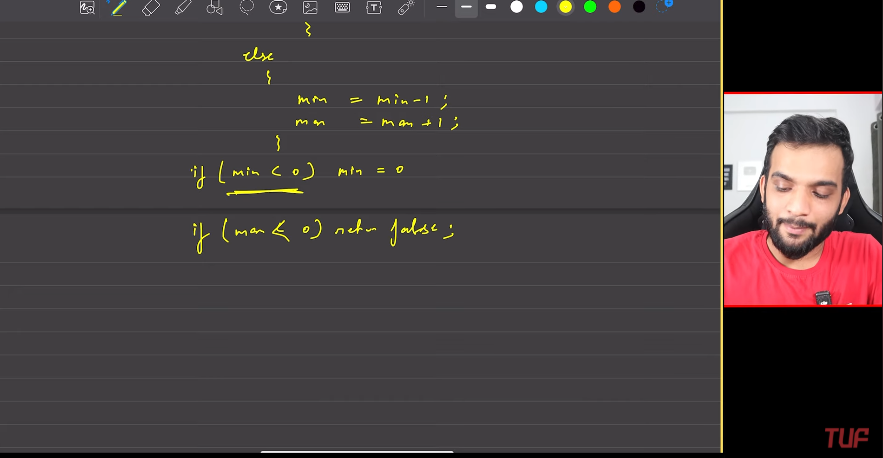 }
else
{
min = min-1;
max = max+1;
}
if (min < 0) min = 0
if (max < 0) return false;
TUF